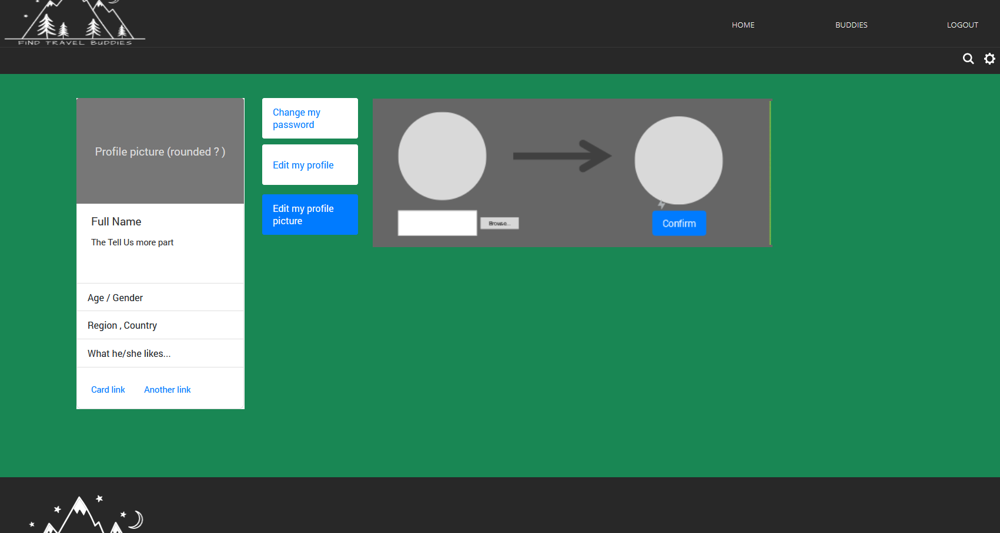 FIND TRAVEL BUDDIES
HOME
BUDDIES
LOGOUT
Profile picture (rounded ? )
Full Name
The Tell Us more part
Age / Gender
Region , Country
What he/she likes...
Card link
Another link
Change my
password
Edit my profile
Edit my profile
picture
Browse...
Confirm